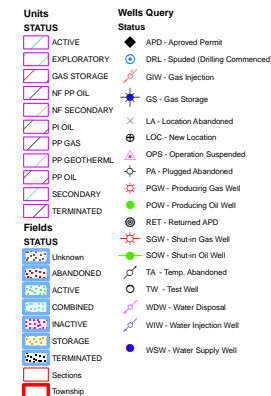 Units
STATUS
ACTIVE
EXPLORATORY
GAS STORAGE
NF PP OIL
NF SECONDARY
PI OIL
PP GAS
PP GEOTHERML
PP OIL
SECONDARY
TERMINATED
Fields
STATUS
Unknown
ABANDONED
ACTIVE
COMBINED
INACTIVE
STORAGE
TERMINATED
Sections
Township
Wells Query
Status
APD - Aproved Permit
DRL - Spuded (Drilling Commenced)
GIW - Gas Injection
GS - Gas Storage
LA - Location Abandoned
LOC - New Location
OPS - Operation Suspended
PA - Plugged Abandoned
PGW - Producing Gas Well
POW - Producing Oil Well
RET - Returned APD
SGW - Shut-in Gas Well
SOW - Shut-in Oil Well
TA - Temp. Abandoned
TW - Test Well
WDW - Water Disposal
WIW - Water Injection Well
WSW - Water Supply Well